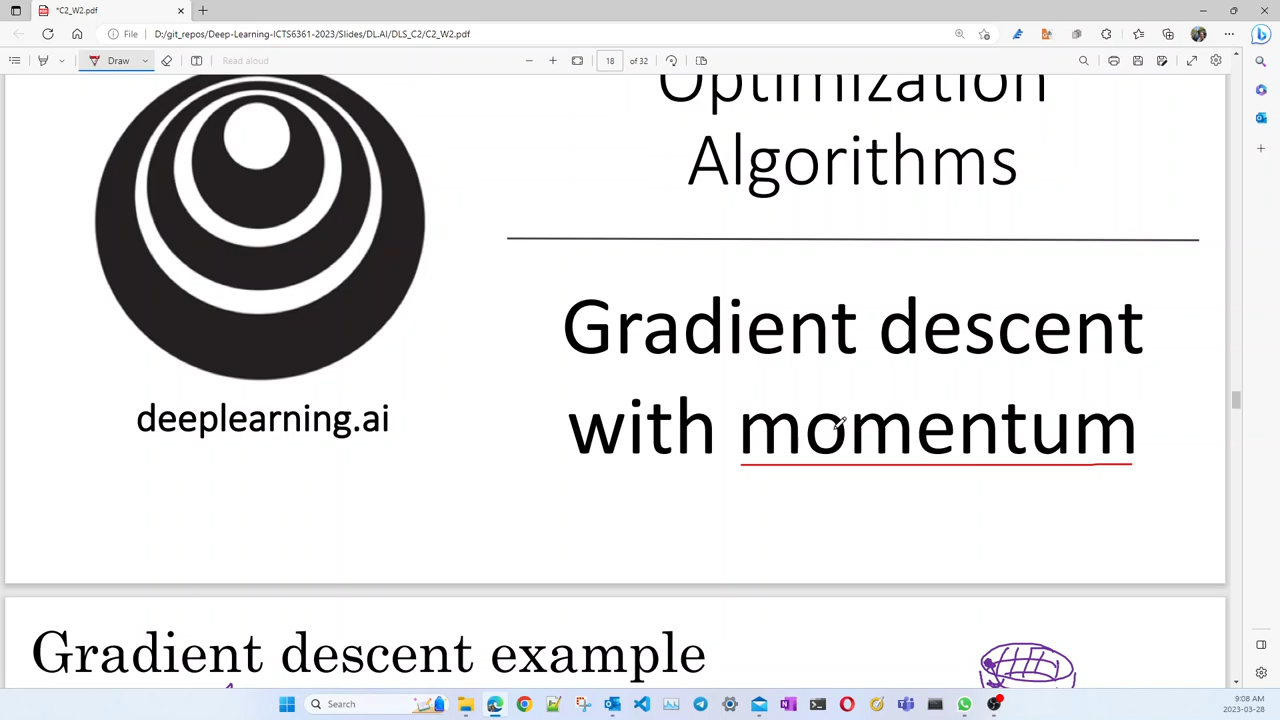 *C2_W2.pdf
File
D:/git_repos/Deep-Learning-ICTS6361-2023/Slides/DL.AI/DLS_C2/C2_W2.pdf
Draw
Read aloud
18
of 32
Optimization
Algorithms
Gradient descent
with momentum
deeplearning.ai
Gradient descent example
Search
9:08 AM
2023-03-28